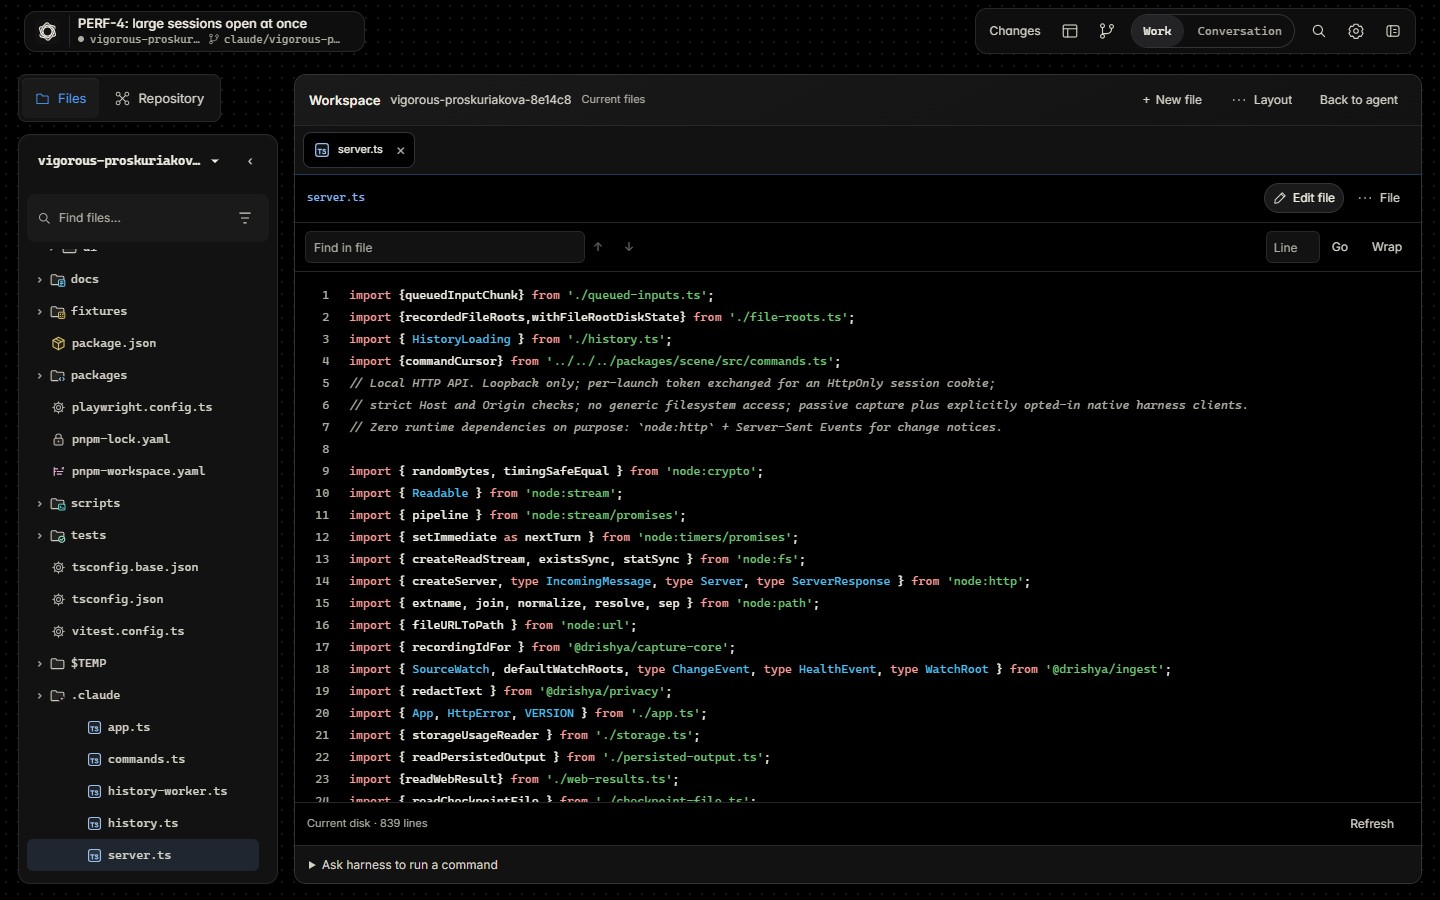 PERF-4: large sessions open at once
vigorous-proskur… claude/vigorous-p…
Changes
Work
Conversation
Files
Repository
vigorous-proskuriakov…
Find files...
docs
fixtures
package.json
packages
playwright.config.ts
pnpm-lock.yaml
pnpm-workspace.yaml
scripts
tests
tsconfig.base.json
tsconfig.json
vitest.config.ts
$TEMP
.claude
TS app.ts
TS commands.ts
TS history-worker.ts
TS history.ts
TS server.ts
Workspace vigorous-proskuriakova-8e14c8 Current files
+ New file
··· Layout
Back to agent
TS server.ts ×
server.ts
Edit file
··· File
Find in file
Line
Go
Wrap
1 import {queuedInputChunk} from './queued-inputs.ts';
2 import {recordedFileRoots,withFileRootDiskState} from './file-roots.ts';
3 import { HistoryLoading } from './history.ts';
4 import {commandCursor} from '../../../packages/scene/src/commands.ts';
5 // Local HTTP API. Loopback only; per-launch token exchanged for an HttpOnly session cookie;
6 // strict Host and Origin checks; no generic filesystem access; passive capture plus explicitly opted-in native harness clients.
7 // Zero runtime dependencies on purpose: `node:http` + Server-Sent Events for change notices.
8
9 import { randomBytes, timingSafeEqual } from 'node:crypto';
10 import { Readable } from 'node:stream';
11 import { pipeline } from 'node:stream/promises';
12 import { setImmediate as nextTurn } from 'node:timers/promises';
13 import { createReadStream, existsSync, statSync } from 'node:fs';
14 import { createServer, type IncomingMessage, type Server, type ServerResponse } from 'node:http';
15 import { extname, join, normalize, resolve, sep } from 'node:path';
16 import { fileURLToPath } from 'node:url';
17 import { recordingIdFor } from '@drishya/capture-core';
18 import { SourceWatch, defaultWatchRoots, type ChangeEvent, type HealthEvent, type WatchRoot } from '@drishya/ingest';
19 import { redactText } from '@drishya/privacy';
20 import { App, HttpError, VERSION } from './app.ts';
21 import { storageUsageReader } from './storage.ts';
22 import { readPersistedOutput } from './persisted-output.ts';
23 import {readWebResult} from './web-results.ts';
24 import { readCheckpointFile } from './checkpoint-file.ts';
Current disk · 839 lines
Refresh
Ask harness to run a command